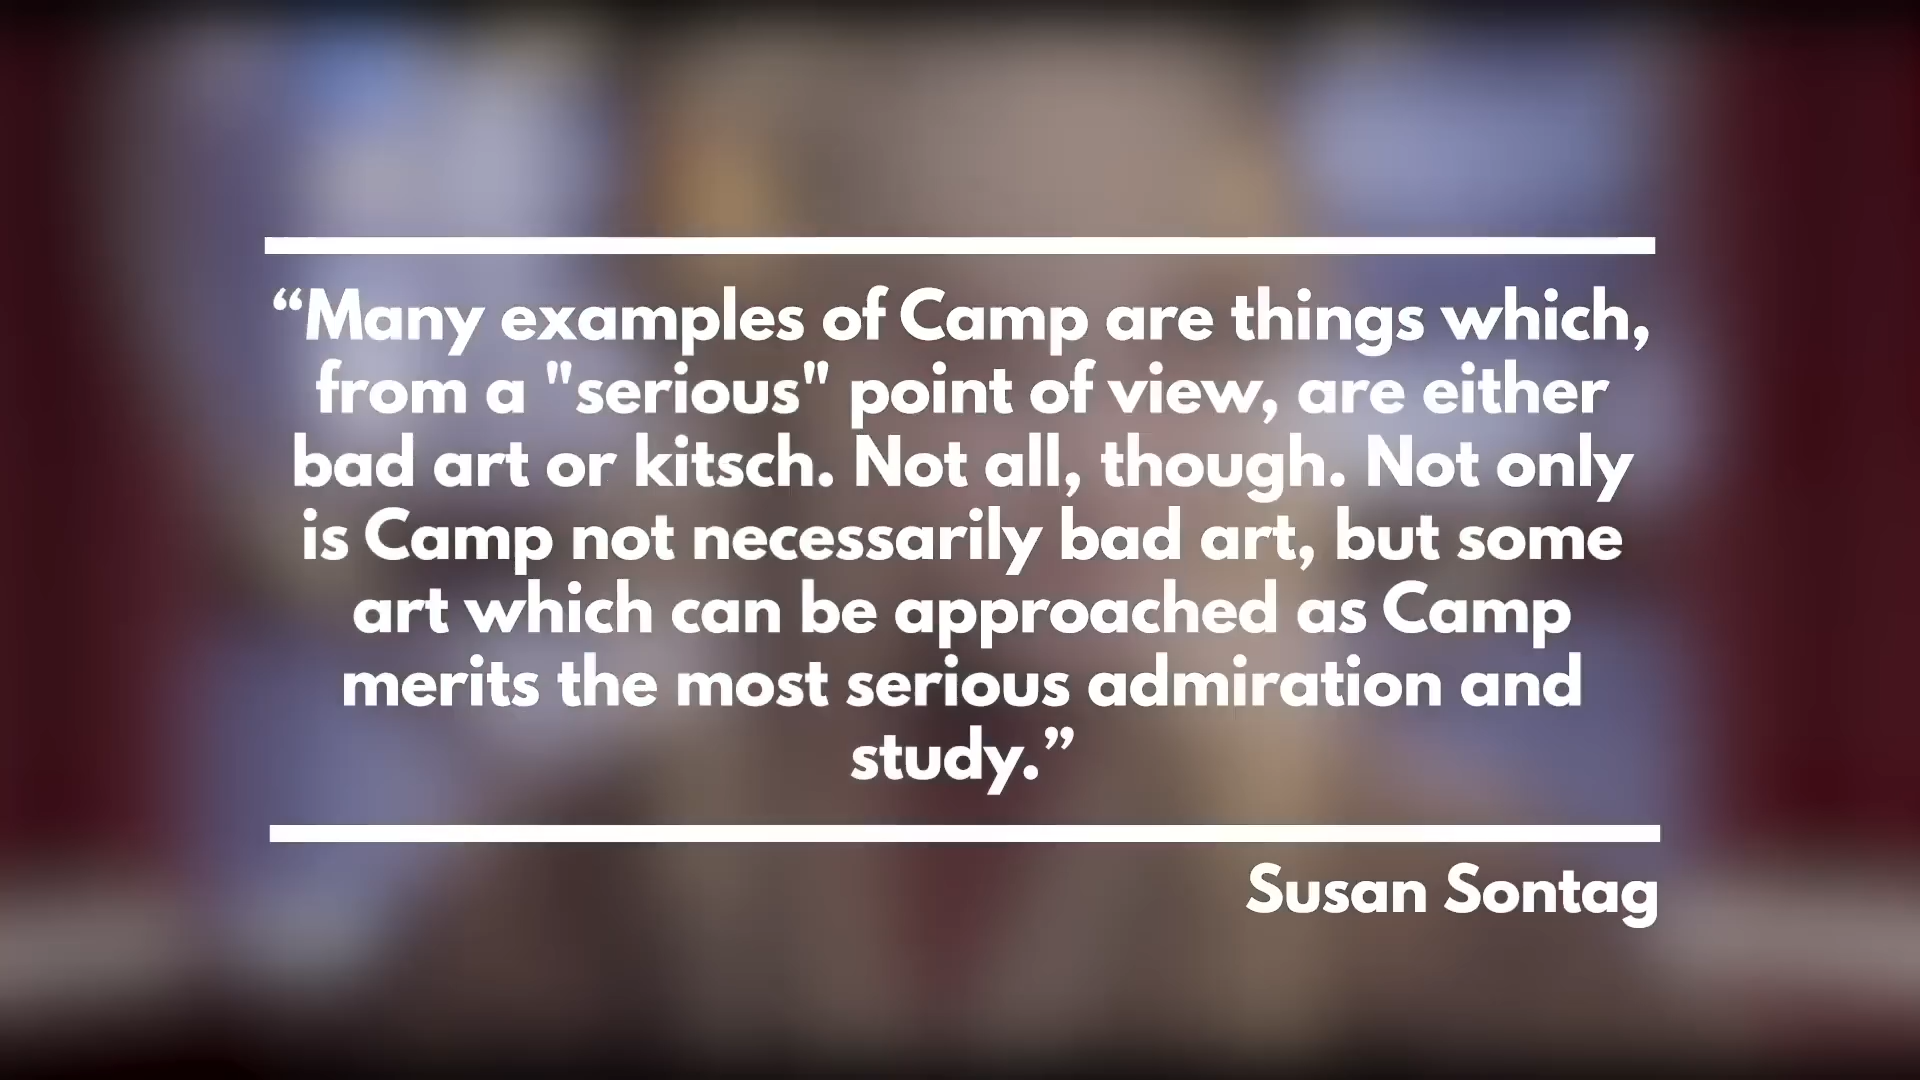 “Many examples of Camp are things which,
from a "serious" point of view, are either
bad art or kitsch. Not all, though. Not only
is Camp not necessarily bad art, but some
art which can be approached as Camp
merits the most serious admiration and
study.”
Susan Sontag